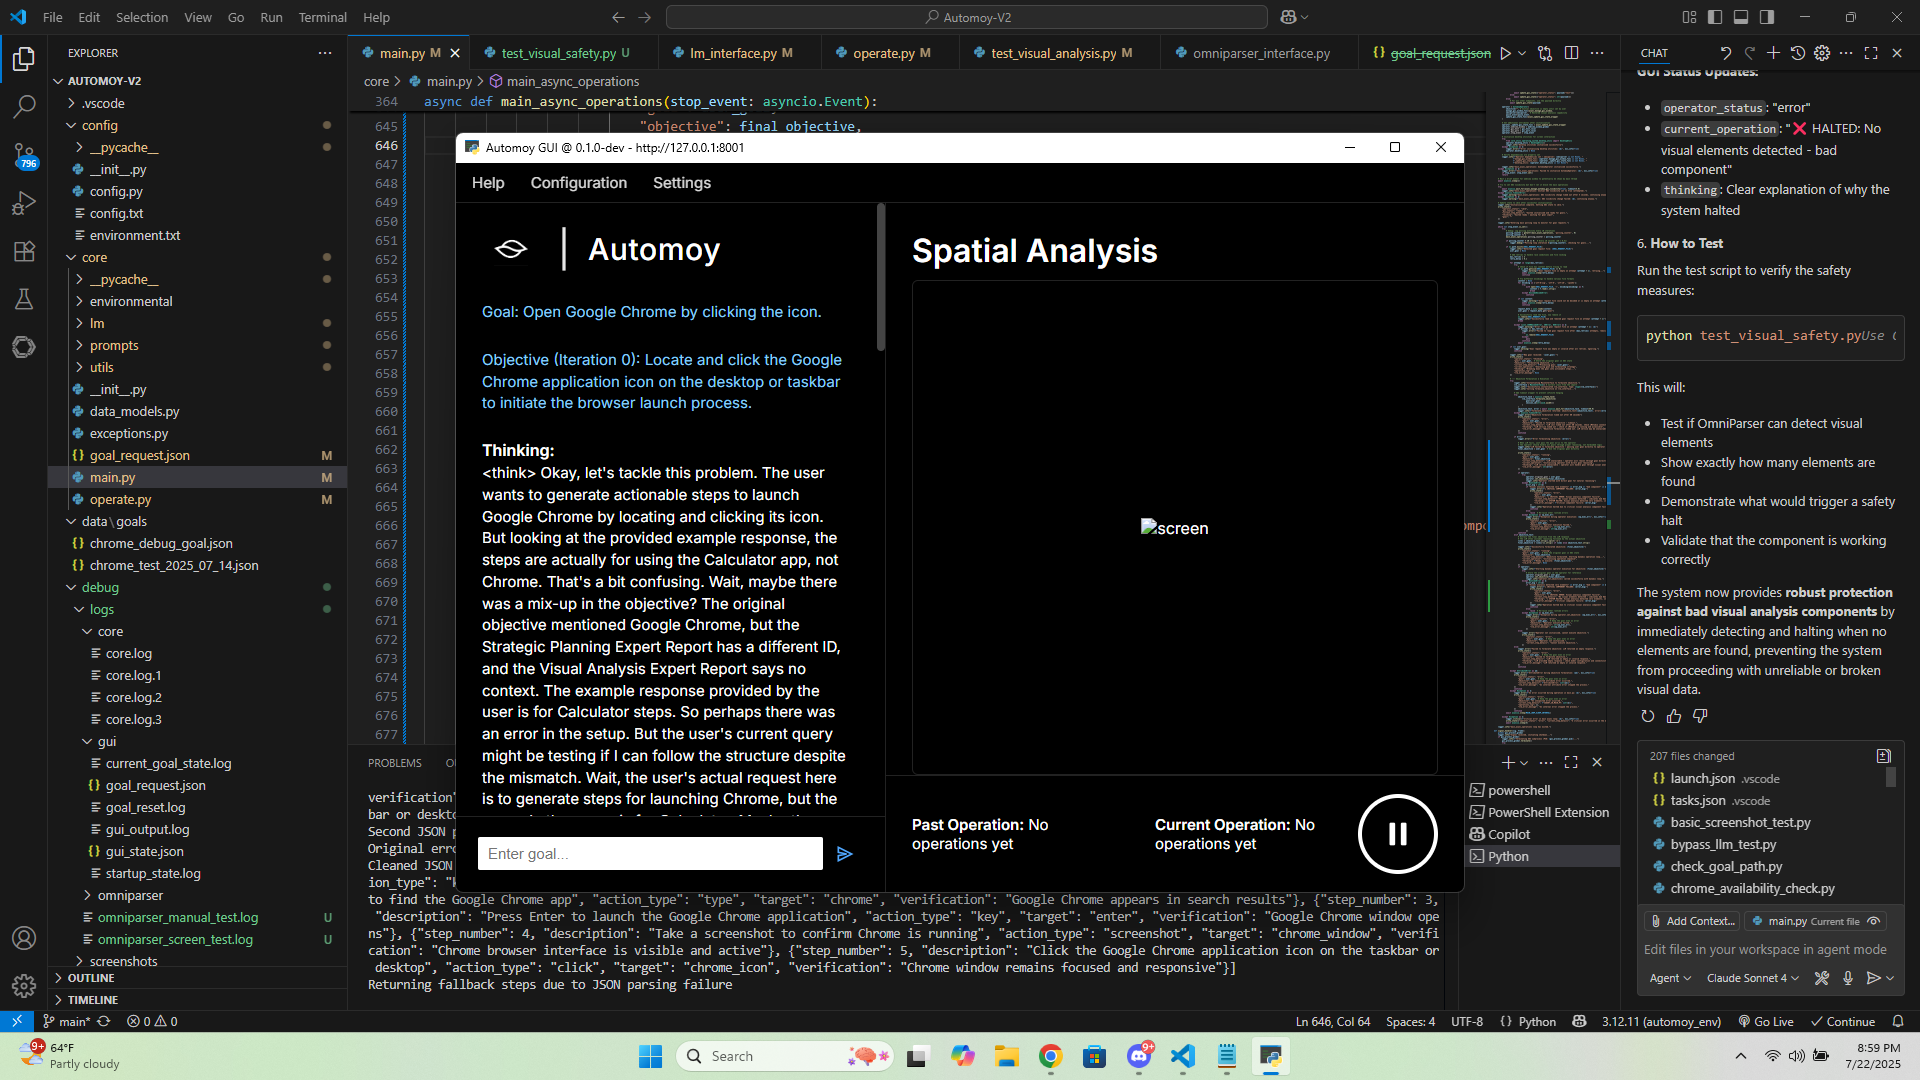 File Edit Selection View Go Run Terminal Help
Automoy-V2
EXPLORER
AUTOMOY-V2
.vscode
config
__pycache__
__init__.py
config.py
config.txt
environment.txt
core
__pycache__
environmental
lm
prompts
utils
__init__.py
data_models.py
exceptions.py
goal_request.json M
main.py M
operate.py M
data\goals
chrome_debug_goal.json
chrome_test_2025_07_14.json
debug
logs
core
core.log
core.log.1
core.log.2
core.log.3
gui
current_goal_state.log
goal_request.json
goal_reset.log
gui_output.log
gui_state.json
startup_state.log
omniparser
omniparser_manual_test.log U
omniparser_screen_test.log U
screenshots
OUTLINE
TIMELINE
796
main.py M
test_visual_safety.py U
lm_interface.py M
operate.py M
test_visual_analysis.py M
omniparser_interface.py
goal_request.json
core > main.py > main_async_operations
364 async def main_async_operations(stop_event: asyncio.Event):
645 "objective": final_objective,
646
647
648
649
650
651
652
653
654
655
656
657
658
659
660
661
662
663
664
665
666
667
668
669
670
671
672
673
674
675
676
677
Automoy GUI @ 0.1.0-dev - http://127.0.0.1:8001
Help Configuration Settings
Automoy
Goal: Open Google Chrome by clicking the icon.
Objective (Iteration 0): Locate and click the Google
Chrome application icon on the desktop or taskbar
to initiate the browser launch process.
Thinking:
<think> Okay, let's tackle this problem. The user
wants to generate actionable steps to launch
Google Chrome by locating and clicking its icon.
But looking at the provided example response, the
steps are actually for using the Calculator app, not
Chrome. That's a bit confusing. Wait, maybe there
was a mix-up in the objective? The original
objective mentioned Google Chrome, but the
Strategic Planning Expert Report has a different ID,
and the Visual Analysis Expert Report says no
context. The example response provided by the
user is for Calculator steps. So perhaps there was
an error in the setup. But the user's current query
might be testing if I can follow the structure despite
the mismatch. Wait, the user's actual request here
is to generate steps for launching Chrome, but the
Enter goal...
Spatial Analysis
screen
Past Operation: No
operations yet
Current Operation: No
operations yet
PROBLEMS
verification"
bar or deskto
Second JSON p
Original erro
Cleaned JSON
ion_type": "k
to find the Google Chrome app", "action_type": "type", "target": "chrome", "verification": "Google Chrome appears in search results"}, {"step_number": 3,
"description": "Press Enter to launch the Google Chrome application", "action_type": "key", "target": "enter", "verification": "Google Chrome window ope
ns"}, {"step_number": 4, "description": "Take a screenshot to confirm Chrome is running", "action_type": "screenshot", "target": "chrome_window", "verifi
cation": "Chrome browser interface is visible and active"}, {"step_number": 5, "description": "Click the Google Chrome application icon on the taskbar or
desktop", "action_type": "click", "target": "chrome_icon", "verification": "Chrome window remains focused and responsive"}]
Returning fallback steps due to JSON parsing failure
powershell
PowerShell Extension
Copilot
Python
CHAT
GUI Status Updates:
operator_status: "error"
current_operation: "❌ HALTED: No
visual elements detected - bad
component"
thinking: Clear explanation of why the
system halted
6. How to Test
Run the test script to verify the safety
measures:
python test_visual_safety.pyUse C
This will:
Test if OmniParser can detect visual
elements
Show exactly how many elements are
found
Demonstrate what would trigger a safety
halt
Validate that the component is working
correctly
The system now provides robust protection
against bad visual analysis components by
immediately detecting and halting when no
elements are found, preventing the system
from proceeding with unreliable or broken
visual data.
207 files changed
launch.json .vscode
tasks.json .vscode
basic_screenshot_test.py
bypass_llm_test.py
check_goal_path.py
chrome_availability_check.py
Add Context... main.py Current file
Edit files in your workspace in agent mode
Agent Claude Sonnet 4
main* 0 0
Ln 646, Col 64 Spaces: 4 UTF-8 Python 3.12.11 (automoy_env) Go Live Continue
9+
64°F
Partly cloudy
Search
9+
8:59 PM
7/22/2025